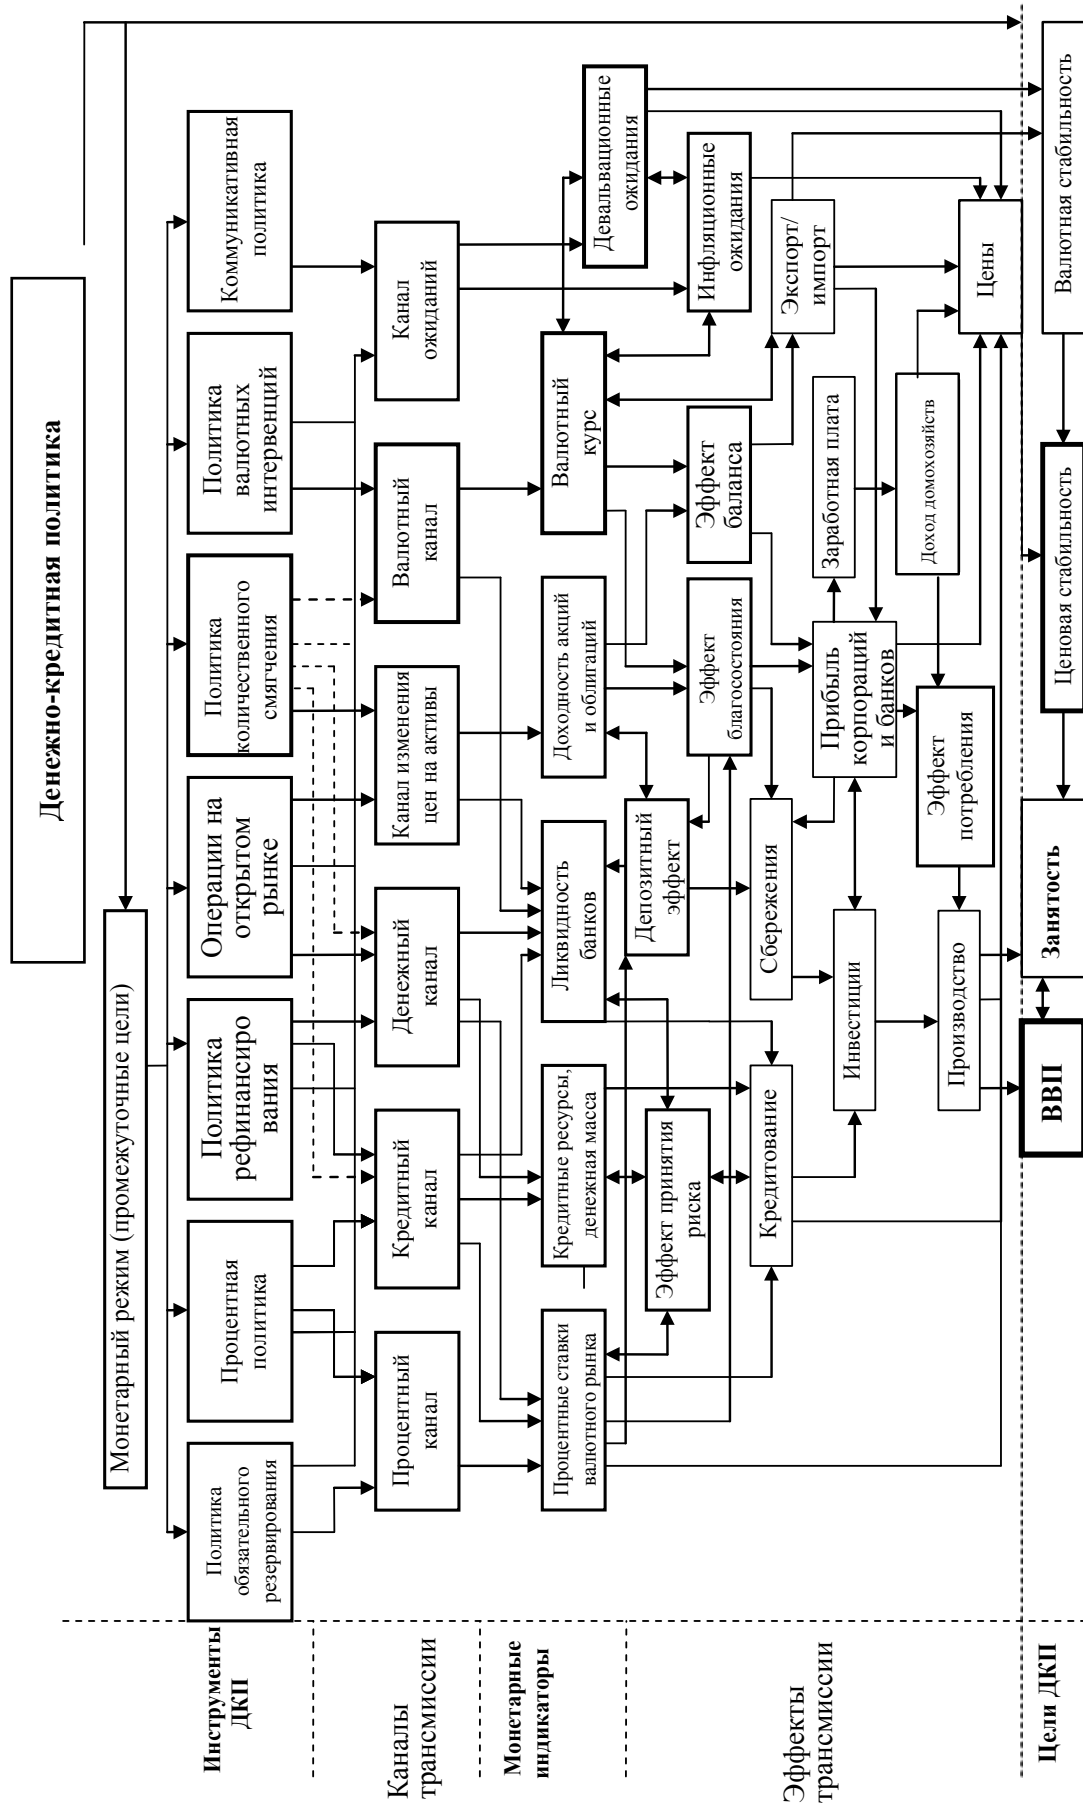 Денежно-кредитная политика
Монетарный режим (промежуточные цели)
Инструменты
ДКП
Политика
обязательного
резервирования
Процентная
политика
Политика
рефинансиро
вания
Операции на
открытом
рынке
Политика
количественного
смягчения
Политика
валютных
интервенций
Коммуникативная
политика
Каналы
трансмиссии
Процентный
канал
Кредитный
канал
Денежный
канал
Канал изменения
цен на активы
Валютный
канал
Канал
ожиданий
Монетарные
индикаторы
Процентные ставки
валютного рынка
Кредитные ресурсы,
денежная масса
Ликвидность
банков
Доходность акций
и облигаций
Валютный
курс
Девальвационные
ожидания
Эффекты
трансмиссии
Эффект принятия
риска
Депозитный
эффект
Эффект
благосостояния
Эффект
баланса
Инфляционные
ожидания
Кредитование
Сбережения
Экспорт/
импорт
Инвестиции
Прибыль
корпораций
и банков
Заработная плата
Доход домохозяйств
Эффект
потребления
Производство
Цены
Цели ДКП
ВВП
Занятость
Ценовая стабильность
Валютная стабильность